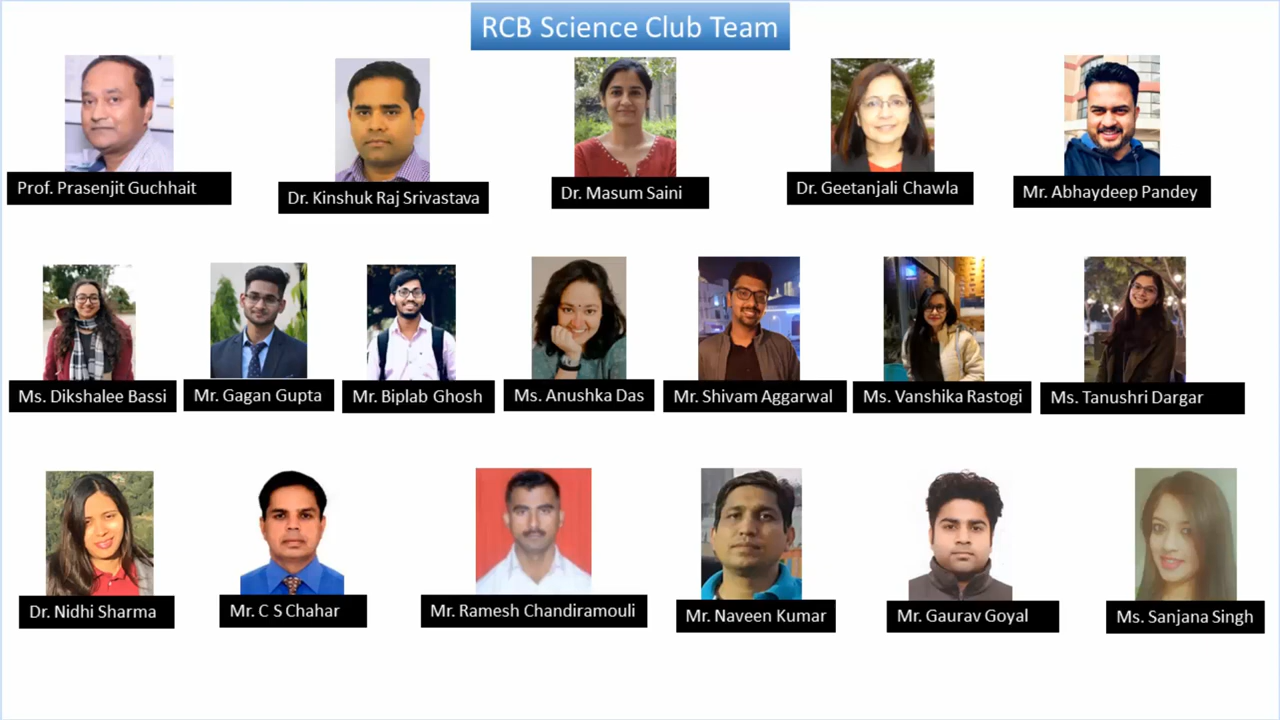 RCB Science Club Team
Prof. Prasenjit Guchhait
Dr. Kinshuk Raj Srivastava
Dr. Masum Saini
Dr. Geetanjali Chawla
Mr. Abhaydeep Pandey
Ms. Dikshalee Bassi
Mr. Gagan Gupta
Mr. Biplab Ghosh
Ms. Anushka Das
Mr. Shivam Aggarwal
Ms. Vanshika Rastogi
Ms. Tanushri Dargar
Dr. Nidhi Sharma
Mr. C S Chahar
Mr. Ramesh Chandiramouli
Mr. Naveen Kumar
Mr. Gaurav Goyal
Ms. Sanjana Singh